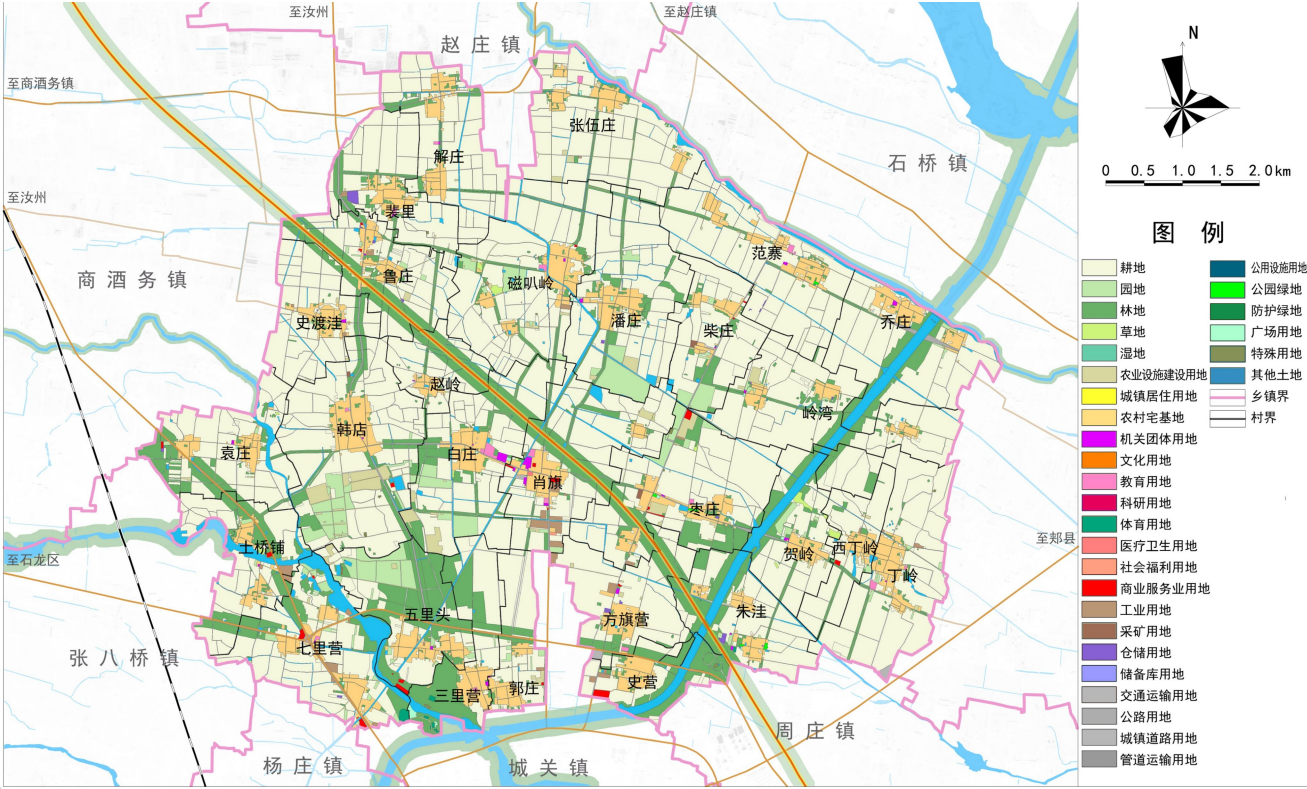 至汝州
至赵庄镇
赵庄镇
N
至商酒务镇
张伍庄
0 0.5 1.0 1.5 2.0km
解庄
石桥镇
至汝州
裴里
图 例
范寨
商酒务镇
鲁庄
磁叭岭
史渡洼
潘庄
柴庄
乔庄
赵岭
岭湾
韩店
袁庄
白庄
肖旗
枣庄
土桥铺
至石龙区
贺岭
西丁岭
至郏县
丁岭
五里头
方旗营
朱洼
七里营
张八桥镇
三里营
郭庄
史营
周庄镇
杨庄镇
城关镇
耕地
园地
林地
草地
湿地
农业设施建设用地
城镇居住用地
农村宅基地
机关团体用地
文化用地
教育用地
科研用地
体育用地
医疗卫生用地
社会福利用地
商业服务业用地
工业用地
采矿用地
仓储用地
储备库用地
交通运输用地
公路用地
城镇道路用地
管道运输用地
公用设施用地
公园绿地
防护绿地
广场用地
特殊用地
其他土地
乡镇界
村界